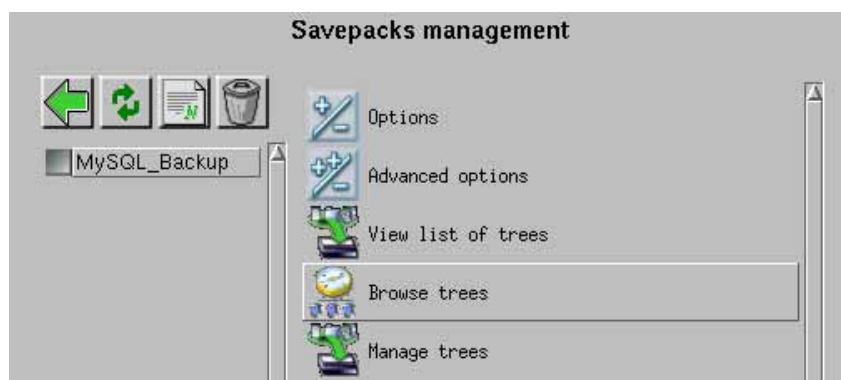 Savepacks management
N
MySQL_Backup
Options
Advanced options
View list of trees
Browse trees
Manage trees